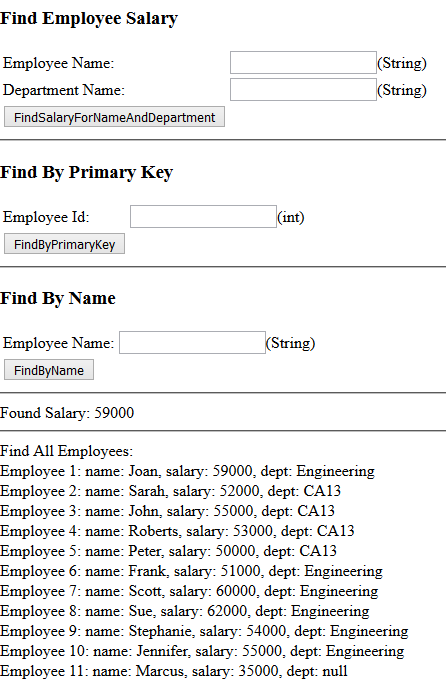 Find Employee Salary
Employee Name: (String)
Department Name: (String)
FindSalaryForNameAndDepartment
Find By Primary Key
Employee Id: (int)
FindByPrimaryKey
Find By Name
Employee Name: (String)
FindByName
Found Salary: 59000
Find All Employees:
Employee 1: name: Joan, salary: 59000, dept: Engineering
Employee 2: name: Sarah, salary: 52000, dept: CA13
Employee 3: name: John, salary: 55000, dept: CA13
Employee 4: name: Roberts, salary: 53000, dept: CA13
Employee 5: name: Peter, salary: 50000, dept: CA13
Employee 6: name: Frank, salary: 51000, dept: Engineering
Employee 7: name: Scott, salary: 60000, dept: Engineering
Employee 8: name: Sue, salary: 62000, dept: Engineering
Employee 9: name: Stephanie, salary: 54000, dept: Engineering
Employee 10: name: Jennifer, salary: 55000, dept: Engineering
Employee 11: name: Marcus, salary: 35000, dept: null